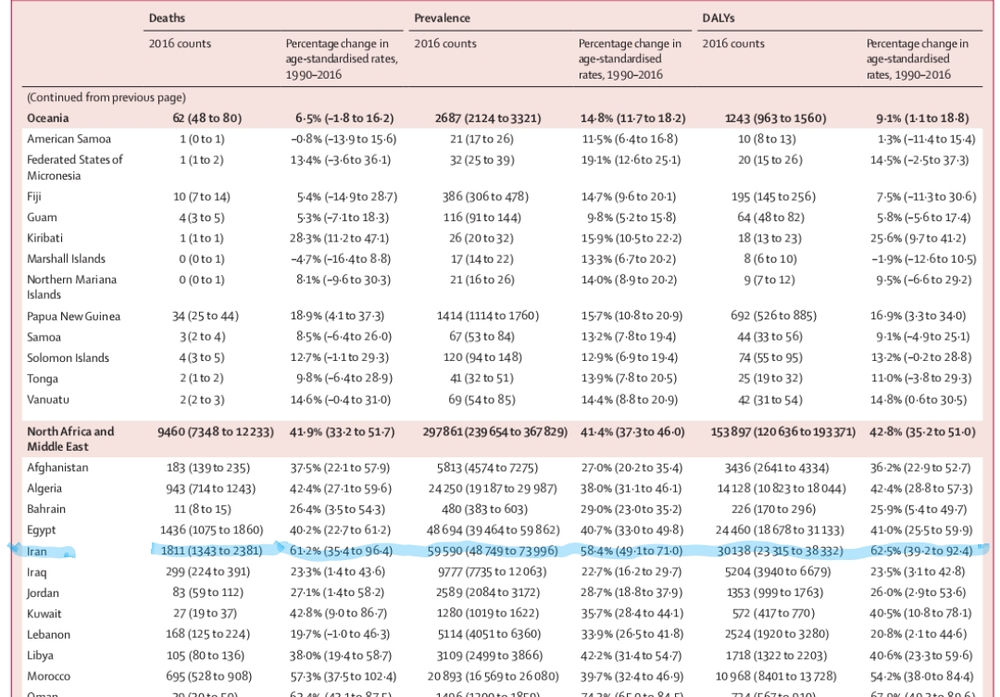 Deaths Prevalence DALYs
2016 counts Percentage change in 2016 counts Percentage change in 2016 counts Percentage change in
age-standardised rates, age-standardised age-standardised
1990–2016 rates, 1990–2016 rates, 1990–2016
(Continued from previous page)
Oceania 62 (48 to 80) 6·5% (–1·8 to 16·2) 2687 (2124 to 3321) 14·8% (11·7 to 18·2) 1243 (963 to 1560) 9·1% (1·1 to 18·8)
American Samoa 1 (0 to 1) –0·8% (–13·9 to 15·6) 21 (17 to 26) 11·5% (6·4 to 16·8) 10 (8 to 13) 1·3% (–11·4 to 15·4)
Federated States of 1 (1 to 2) 13·4% (–3·6 to 36·1) 32 (25 to 39) 19·1% (12·6 to 25·1) 20 (15 to 26) 14·5% (–2·5 to 37·3)
Micronesia
Fiji 10 (7 to 14) 5·4% (–14·9 to 28·7) 386 (306 to 478) 14·7% (9·6 to 20·1) 195 (145 to 256) 7·5% (–11·3 to 30·6)
Guam 4 (3 to 5) 5·3% (–7·1 to 18·3) 116 (91 to 144) 9·8% (5·2 to 15·8) 64 (48 to 82) 5·8% (–5·6 to 17·4)
Kiribati 1 (1 to 1) 28·3% (11·2 to 47·1) 26 (20 to 32) 15·9% (10·5 to 22·2) 18 (13 to 23) 25·6% (9·7 to 41·2)
Marshall Islands 0 (0 to 1) –4·7% (–16·4 to 8·8) 17 (14 to 22) 13·3% (6·7 to 20·2) 8 (6 to 10) –1·9% (–12·6 to 10·5)
Northern Mariana 0 (0 to 1) 8·1% (–9·6 to 30·3) 21 (16 to 26) 14·0% (8·9 to 20·2) 9 (7 to 12) 9·5% (–6·6 to 29·2)
Islands
Papua New Guinea 34 (25 to 44) 18·9% (4·1 to 37·3) 1414 (1114 to 1760) 15·7% (10·8 to 20·9) 692 (526 to 885) 16·9% (3·3 to 34·0)
Samoa 3 (2 to 4) 8·5% (–6·4 to 26·0) 67 (53 to 84) 13·2% (7·8 to 19·4) 44 (33 to 56) 9·1% (–4·9 to 25·1)
Solomon Islands 4 (3 to 5) 12·7% (–1·1 to 29·3) 120 (94 to 148) 12·9% (6·9 to 19·4) 74 (55 to 95) 13·2% (–0·2 to 28·8)
Tonga 2 (1 to 2) 9·8% (–6·4 to 28·9) 41 (32 to 51) 13·9% (7·8 to 20·5) 25 (19 to 32) 11·0% (–3·8 to 29·3)
Vanuatu 2 (2 to 3) 14·6% (–0·4 to 31·0) 69 (54 to 85) 14·4% (8·8 to 20·9) 42 (31 to 54) 14·8% (0·6 to 30·5)
North Africa and 9460 (7348 to 12 233) 41·9% (33·2 to 51·7) 297 861 (239 654 to 367 829) 41·4% (37·3 to 46·0) 153 897 (120 636 to 193 371) 42·8% (35·2 to 51·0)
Middle East
Afghanistan 183 (139 to 235) 37·5% (22·1 to 57·9) 5813 (4574 to 7275) 27·0% (20·2 to 35·4) 3436 (2641 to 4334) 36·2% (22·9 to 52·7)
Algeria 943 (714 to 1243) 42·4% (27·1 to 59·6) 24 250 (19 187 to 29 987) 38·0% (31·1 to 46·1) 14 128 (10 823 to 18 044) 42·4% (28·8 to 57·3)
Bahrain 11 (8 to 15) 26·4% (3·5 to 54·3) 480 (383 to 603) 29·0% (23·0 to 35·2) 226 (170 to 296) 25·9% (5·4 to 49·7)
Egypt 1436 (1075 to 1860) 40·2% (22·7 to 61·2) 48 694 (39 464 to 59 862) 40·7% (33·0 to 49·8) 24 460 (18 678 to 31 133) 41·0% (25·5 to 59·9)
Iran 1811 (1343 to 2381) 61·2% (35·4 to 96·4) 59 590 (48 749 to 73 996) 58·4% (49·1 to 71·0) 30 138 (23 315 to 38 332) 62·5% (39·2 to 92·4)
Iraq 299 (224 to 391) 23·3% (1·4 to 43·6) 9777 (7735 to 12 063) 22·7% (16·2 to 29·7) 5204 (3940 to 6679) 23·5% (3·1 to 42·8)
Jordan 83 (59 to 112) 27·1% (1·4 to 58·2) 2589 (2084 to 3172) 28·7% (18·8 to 37·9) 1353 (999 to 1763) 26·0% (2·9 to 53·6)
Kuwait 27 (19 to 37) 42·8% (9·0 to 86·7) 1280 (1019 to 1622) 35·7% (28·4 to 44·1) 572 (417 to 770) 40·5% (10·8 to 78·1)
Lebanon 168 (125 to 224) 19·7% (–1·0 to 46·3) 5114 (4051 to 6360) 33·9% (26·5 to 41·8) 2524 (1920 to 3280) 20·8% (2·1 to 44·6)
Libya 105 (80 to 136) 38·0% (19·4 to 58·7) 3109 (2499 to 3866) 42·2% (31·4 to 54·7) 1718 (1322 to 2203) 40·6% (23·3 to 59·6)
Morocco 695 (528 to 908) 57·3% (37·5 to 102·4) 20 893 (16 569 to 26 080) 39·7% (32·4 to 46·9) 10 968 (8401 to 13 728) 54·2% (38·0 to 84·4)
Oman